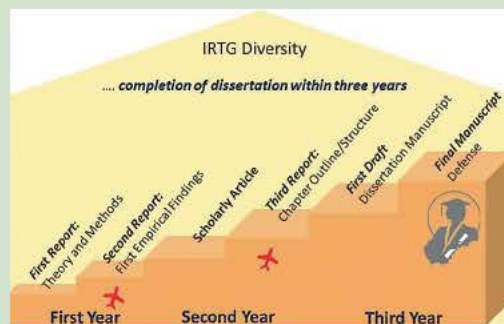 IRTG Diversity
.... completion of dissertation within three years
First Report:
Theory and Methods
Second Report:
First Empirical Findings
Scholarly Article
Third Report:
Chapter Outline/Structure
First Draft
Dissertation Manuscript
Final Manuscript
Defense
First Year
Second Year
Third Year